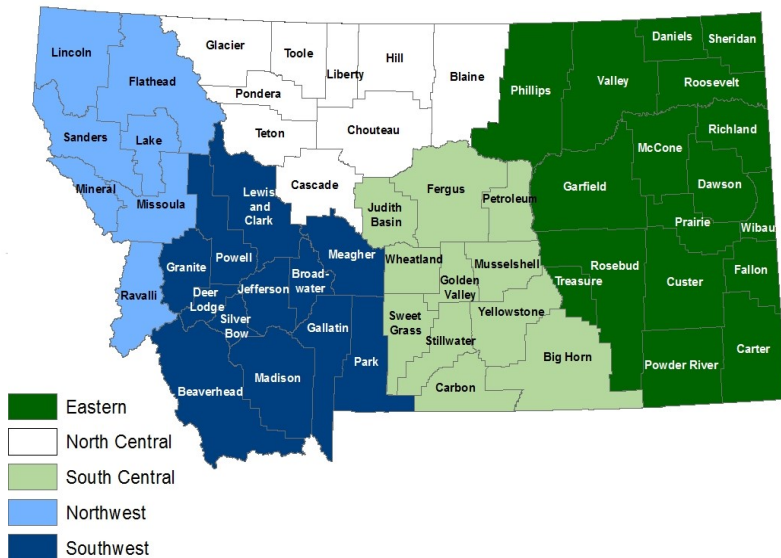 Lincoln
Flathead
Glacier
Toole
Liberty
Hill
Blaine
Phillips
Valley
Daniels
Sheridan
Roosevelt
Pondera
Teton
Chouteau
Sanders
Lake
Mineral
Missoula
Cascade
Lewis
and
Clark
Judith
Basin
Fergus
Petroleum
Garfield
McCone
Richland
Dawson
Prairie
Wibau
Ravalli
Granite
Powell
Deer
Lodge
Silver
Bow
Jefferson
Broad-
water
Meagher
Wheatland
Golden
Valley
Musselshell
Treasure
Rosebud
Custer
Fallon
Gallatin
Park
Sweet
Grass
Stillwater
Yellowstone
Big Horn
Powder River
Carter
Beaverhead
Madison
Carbon
Eastern
North Central
South Central
Northwest
Southwest